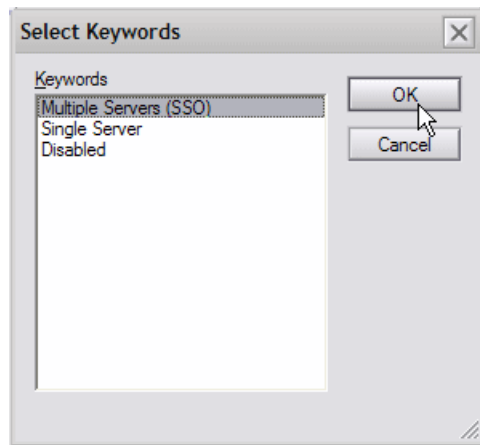 Select Keywords
Keywords
Multiple Servers (SSO)
Single Server
Disabled
OK
Cancel